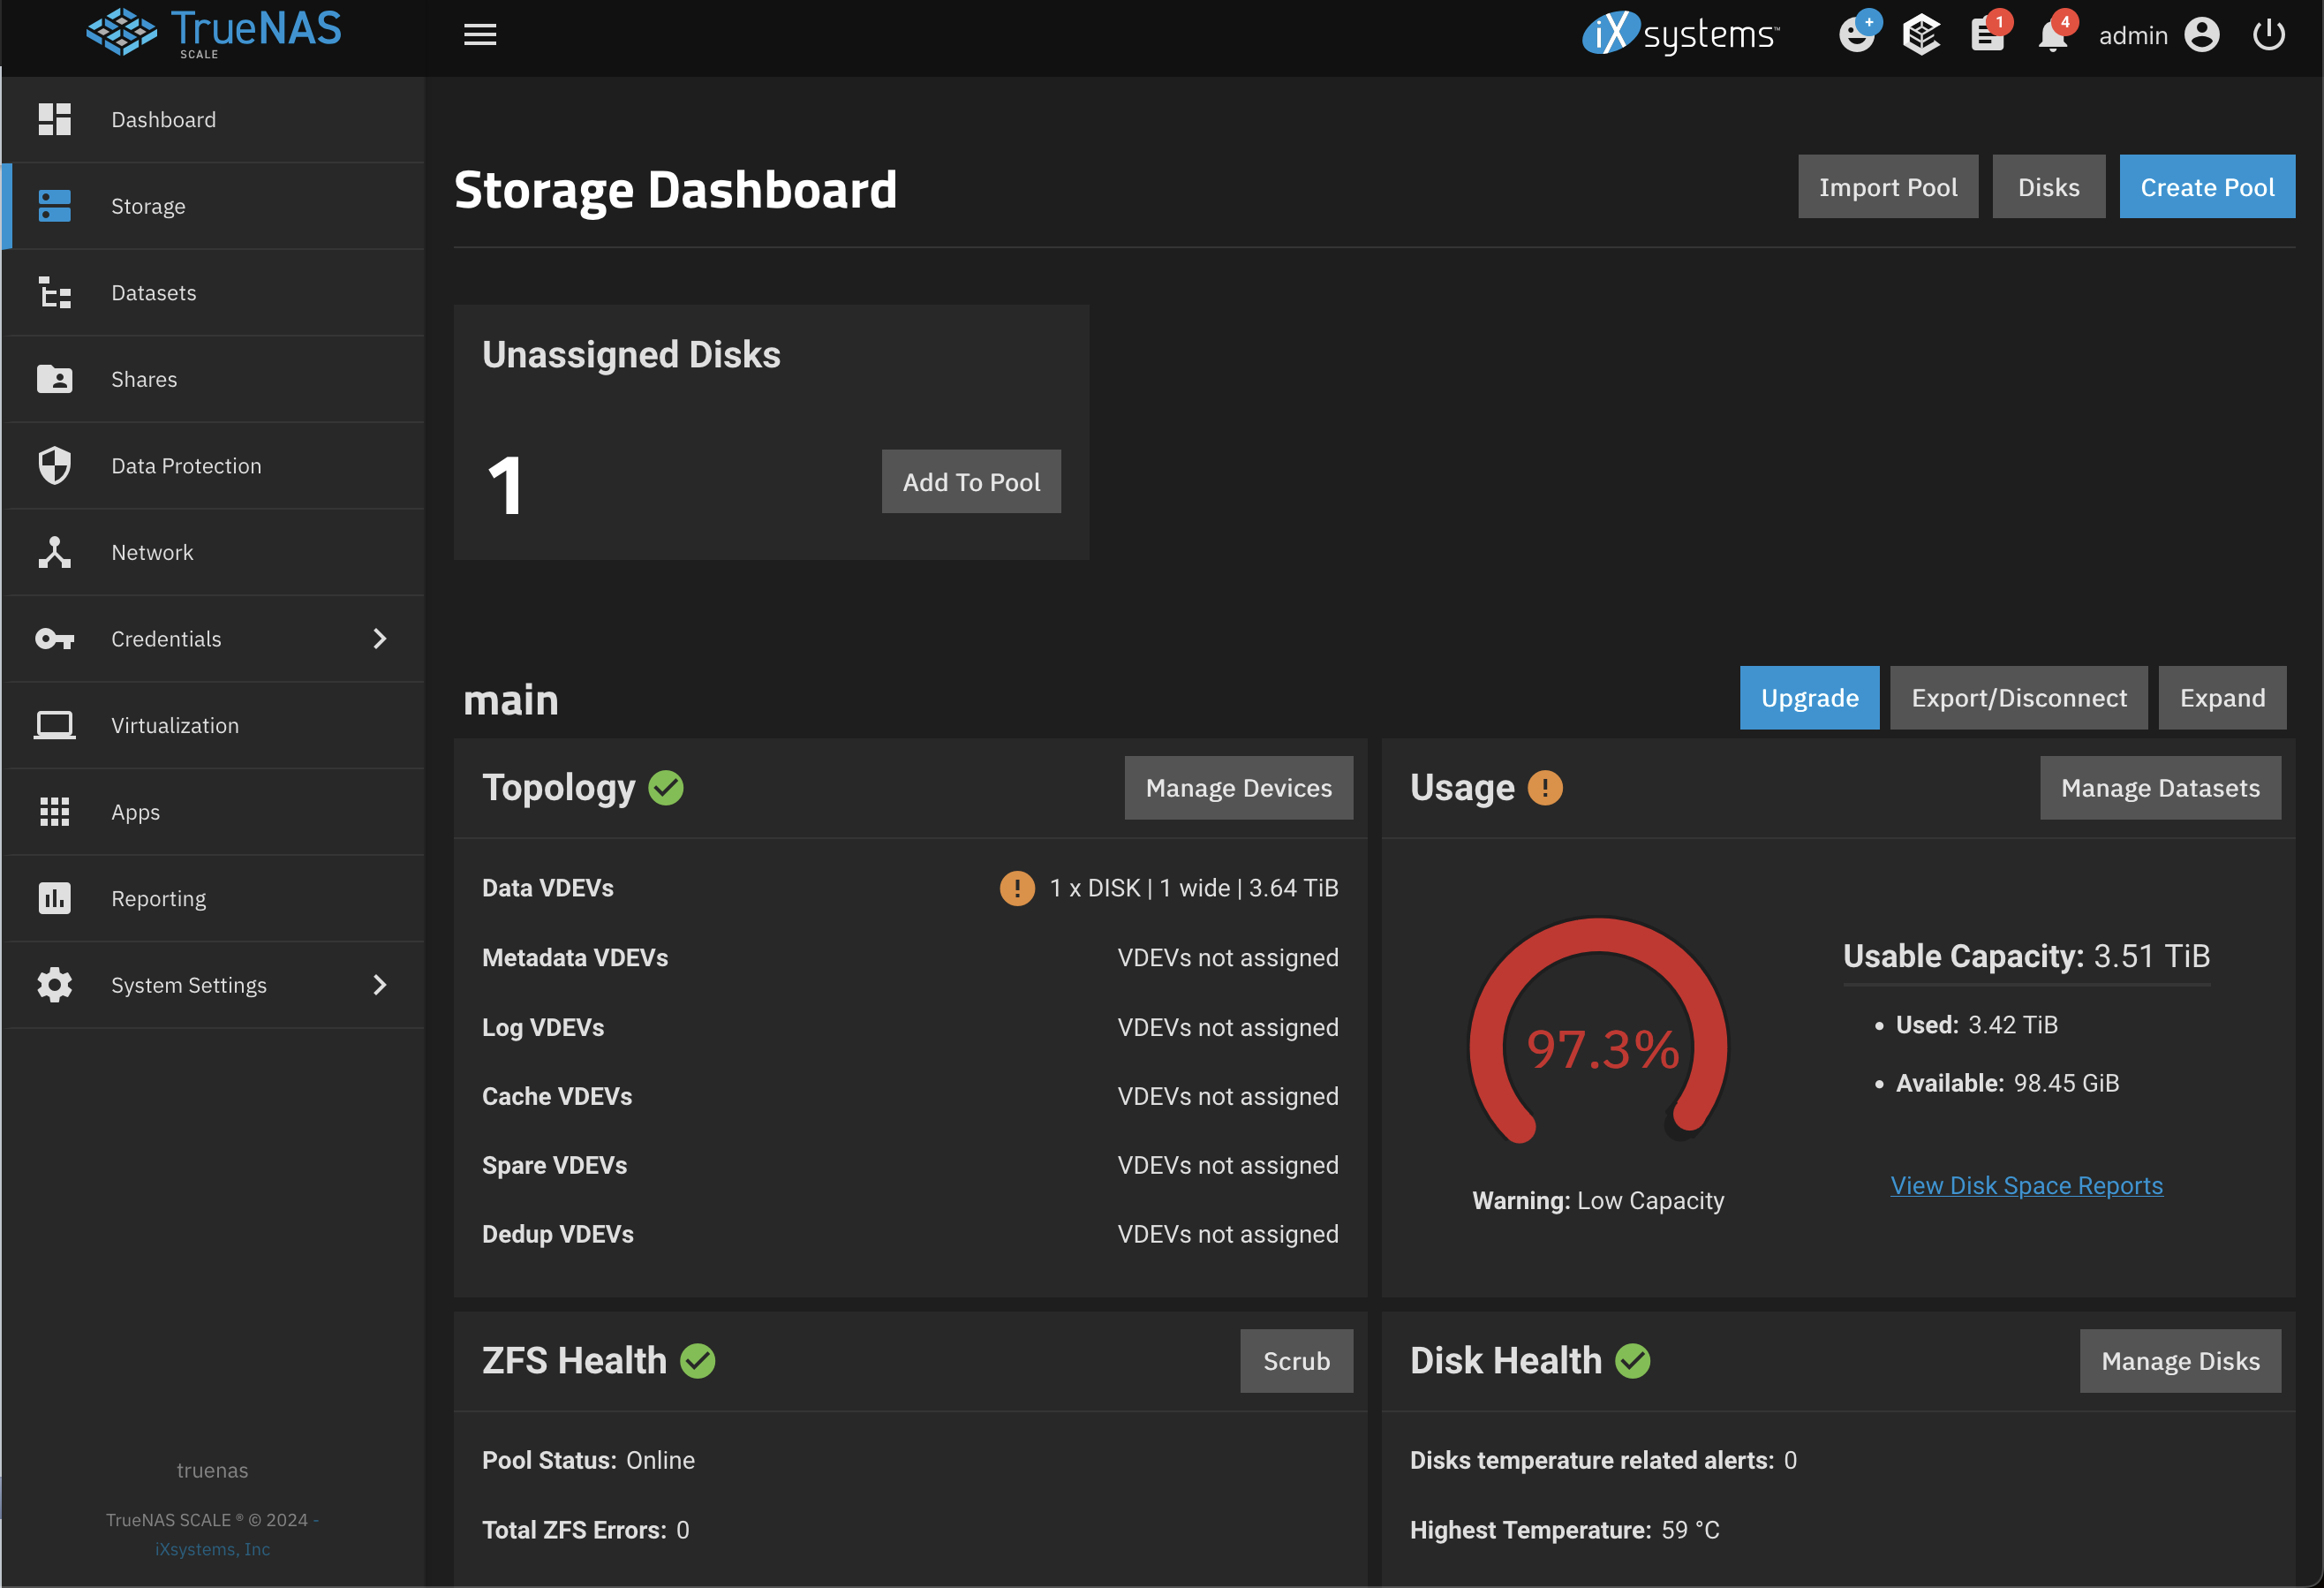 TrueNAS
SCALE
iXsystems™
+
1
4
admin
Dashboard
Storage
Datasets
Shares
Data Protection
Network
Credentials
Virtualization
Apps
Reporting
System Settings
truenas
TrueNAS SCALE ® © 2024 -
iXsystems, Inc
Storage Dashboard
Import Pool
Disks
Create Pool
Unassigned Disks
1
Add To Pool
main
Upgrade
Export/Disconnect
Expand
Topology
Manage Devices
Data VDEVs
! 1 x DISK | 1 wide | 3.64 TiB
Metadata VDEVs
VDEVs not assigned
Log VDEVs
VDEVs not assigned
Cache VDEVs
VDEVs not assigned
Spare VDEVs
VDEVs not assigned
Dedup VDEVs
VDEVs not assigned
Usage !
Manage Datasets
97.3%
Warning: Low Capacity
Usable Capacity: 3.51 TiB
• Used: 3.42 TiB
• Available: 98.45 GiB
View Disk Space Reports
ZFS Health
Scrub
Pool Status: Online
Total ZFS Errors: 0
Disk Health
Manage Disks
Disks temperature related alerts: 0
Highest Temperature: 59 °C